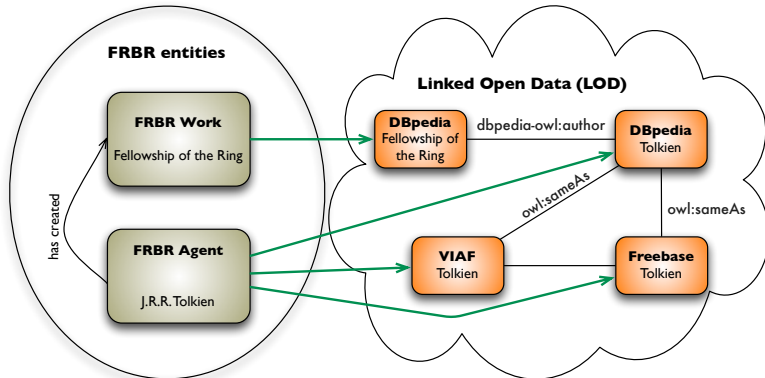 FRBR entities
FRBR Work
Fellowship of the Ring
has created
FRBR Agent
J.R.R. Tolkien
Linked Open Data (LOD)
DBpedia
Fellowship of
the Ring
dbpedia-owl:author
DBpedia
Tolkien
owl:sameAs
owl:sameAs
VIAF
Tolkien
Freebase
Tolkien